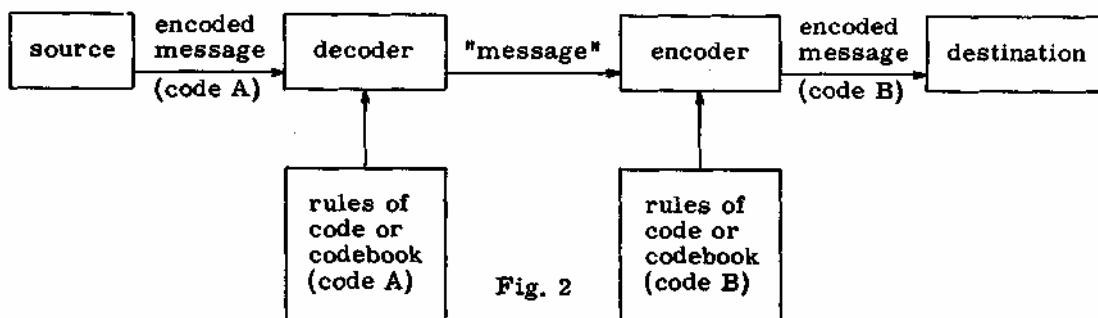 source
encoded
message
(code A)
decoder
"message"
encoder
encoded
message
(code B)
destination
rules of
code or
codebook
(code A)
rules of
code or
codebook
(code B)
Fig. 2